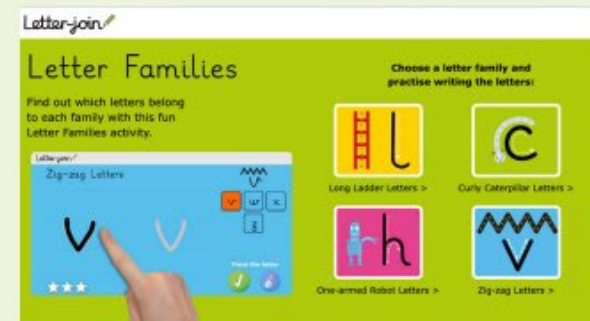 Letter-join
Letter Families
Find out which letters belong
to each family with this fun
Letter Families activity.
Letter-join
Zig-zag Letters
v w x
z
Trace the letter
v v
Choose a letter family and
practise writing the letters:
l
Long Ladder Letters >
c
Curly Caterpillar Letters >
h
One-armed Robot Letters >
v
Zig-zag Letters >